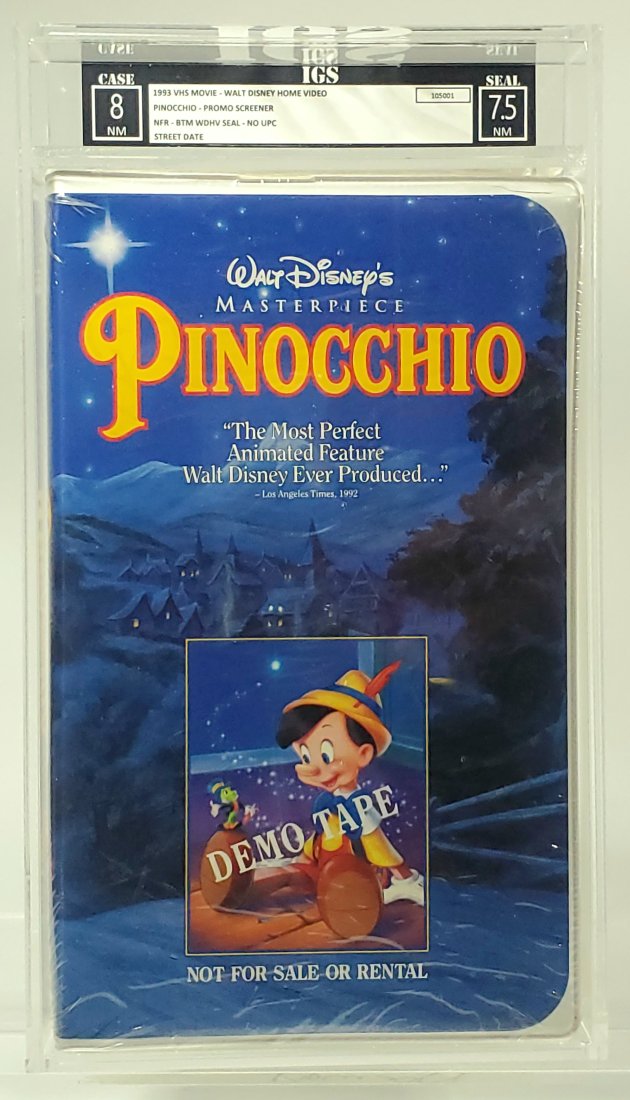 IGS
CASE
8
NM
1993 VHS MOVIE - WALT DISNEY HOME VIDEO
PINOCCHIO - PROMO SCREENER
NFR - BTM WDHV SEAL - NO UPC
STREET DATE
105001
SEAL
7.5
NM
WALT DISNEY'S
MASTERPIECE
PINOCCHIO
"The Most Perfect
Animated Feature
Walt Disney Ever Produced..."
– Los Angeles Times, 1992
DEMO TAPE
NOT FOR SALE OR RENTAL